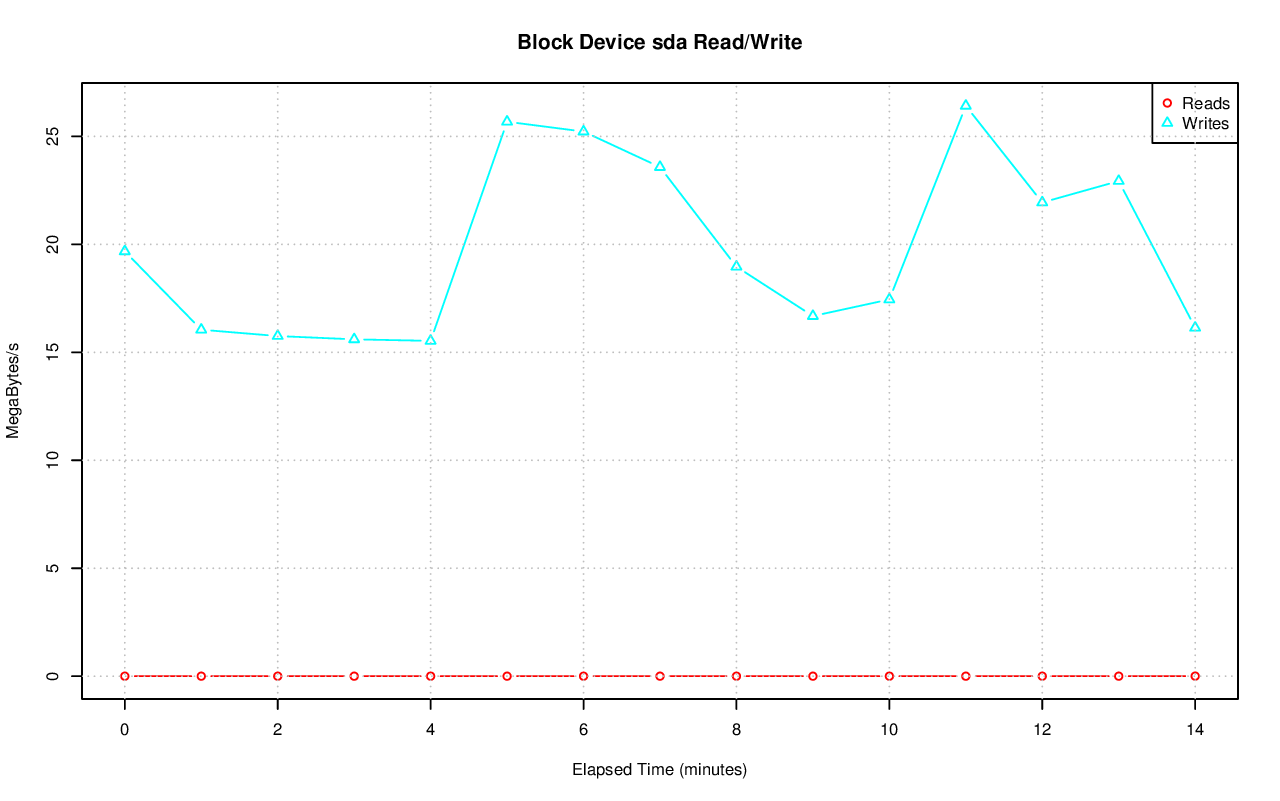 Block Device sda Read/Write
Reads
Writes
MegaBytes/s
25
20
15
10
5
0
0 2 4 6 8 10 12 14
Elapsed Time (minutes)